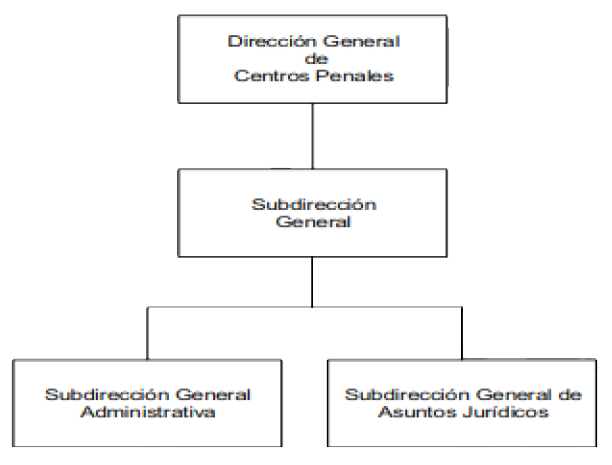 Dirección General
de
Centros Penales
Subdirección
General
Subdirección General
Administrativa
Subdirección General de
Asuntos Jurídicos